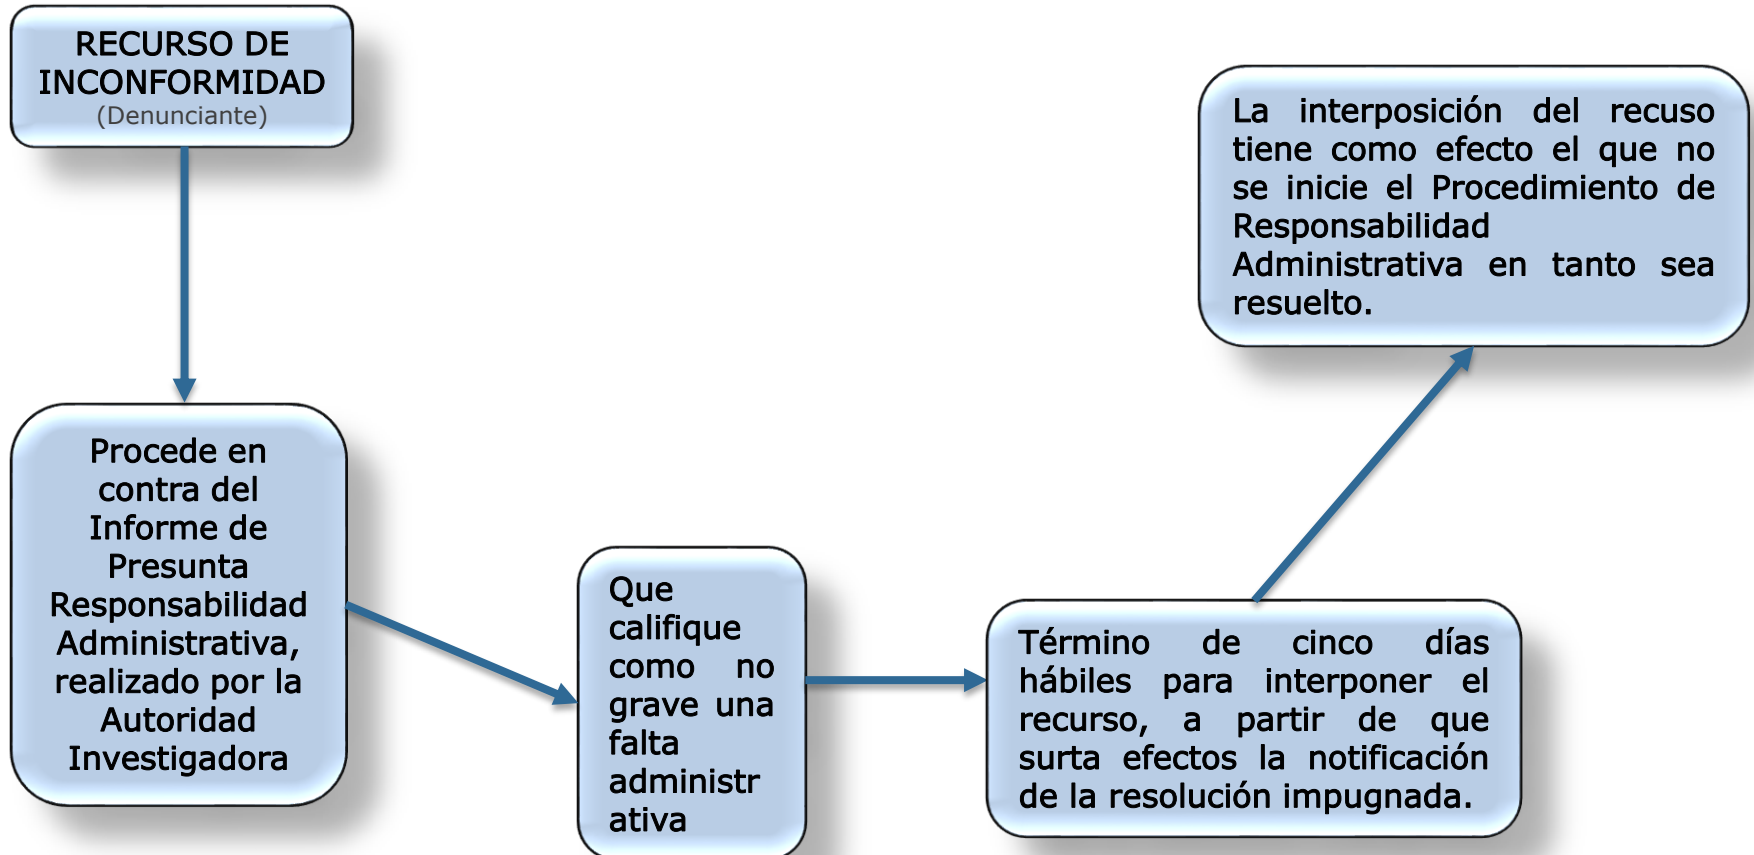 RECURSO DE
INCONFORMIDAD
(Denunciante)
Procede en
contra del
Informe de
Presunta
Responsabilidad
Administrativa,
realizado por la
Autoridad
Investigadora
Que
califique
como no
grave una
falta
administr
ativa
Término de cinco días
hábiles para interponer el
recurso, a partir de que
surta efectos la notificación
de la resolución impugnada.
La interposición del recuso
tiene como efecto el que no
se inicie el Procedimiento de
Responsabilidad
Administrativa en tanto sea
resuelto.